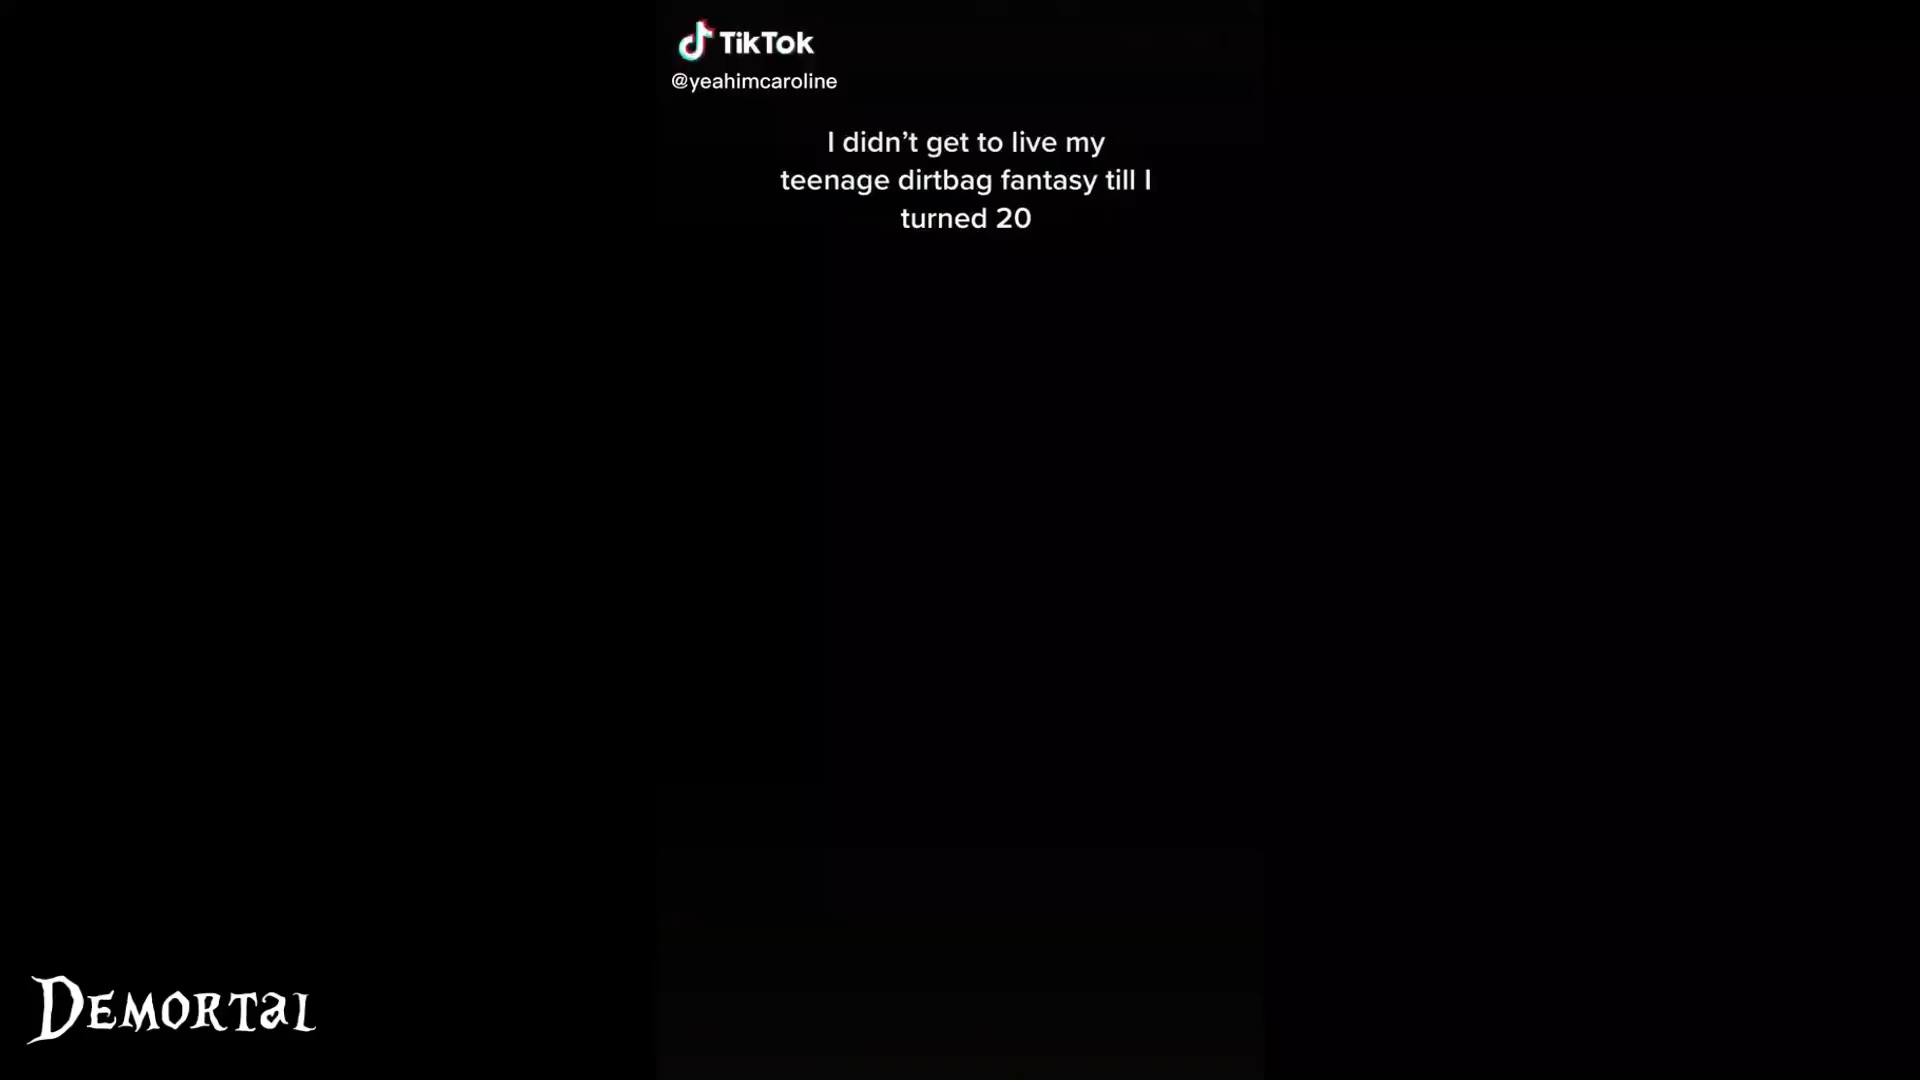 TikTok
@yeahimcaroline
I didn’t get to live my
teenage dirtbag fantasy till I
turned 20
Demortal